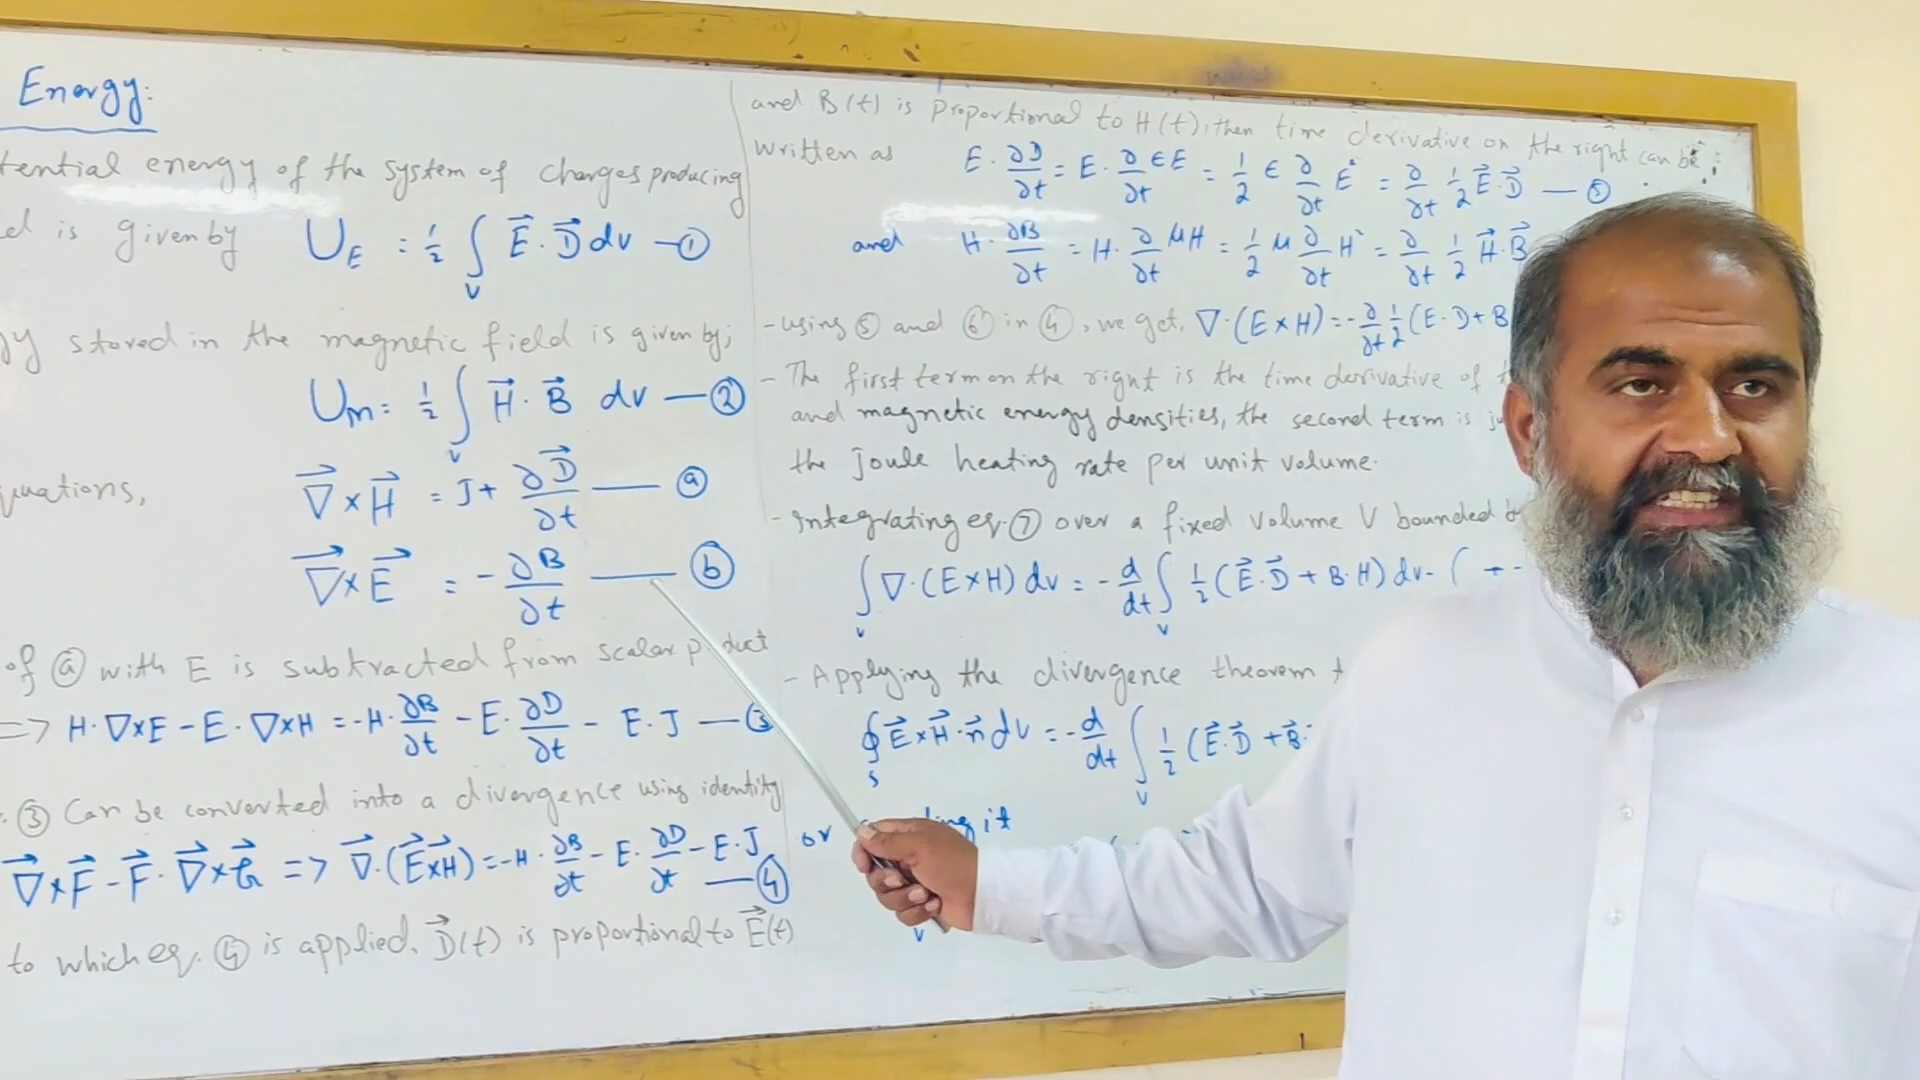 Energy:
tential energy of the system of charges producing
ld is given by U_E = 1/2 ∫_V E⃗ · D⃗ dv — ①
gy stored in the magnetic field is given by;
U_m = 1/2 ∫_V H⃗ · B⃗ dv — ②
quations, ∇⃗ × H⃗ = J + ∂D⃗/∂t — ⓐ
∇⃗ × E⃗ = - ∂B/∂t — ⓑ
of ⓐ with E is subtracted from scalar p duct
=> H · ∇×E - E · ∇×H = -H · ∂B/∂t - E · ∂D/∂t - E · J — ③
③ Can be converted into a divergence using identity
∇⃗ × F⃗ - F⃗ · ∇⃗ × G⃗ => ∇⃗ · (E⃗×H⃗) = -H · ∂B/∂t - E · ∂D/∂t - E · J — ④
to which eq. ④ is applied, D⃗(t) is proportional to E⃗(t)
and B(t) is proportional to H(t), then time derivative on the right can be
written as E · ∂D/∂t = E · ∂/∂t εE = 1/2 ε ∂/∂t E² = ∂/∂t 1/2 E⃗ · D⃗ — ⑤
and H · ∂B/∂t = H · ∂/∂t μH = 1/2 μ ∂/∂t H² = ∂/∂t 1/2 H⃗ · B⃗
- using ⑤ and ⑥ in ④, we get, ∇ · (E×H) = - ∂/∂t 1/2 (E · D + B
- The first term on the right is the time derivative of
and magnetic energy densities, the second term is ju
the joule heating rate per unit volume.
- Integrating eq. ⑦ over a fixed volume V bounded b
∫_V ∇ · (E×H) dv = - d/dt ∫_V 1/2 (E⃗ · D⃗ + B · H) dv - (
- Applying the divergence theorem t
∮_S E⃗ × H⃗ · n⃗ dv = - d/dt ∫_V 1/2 (E⃗ · D⃗ + B⃗ ·
or it
v